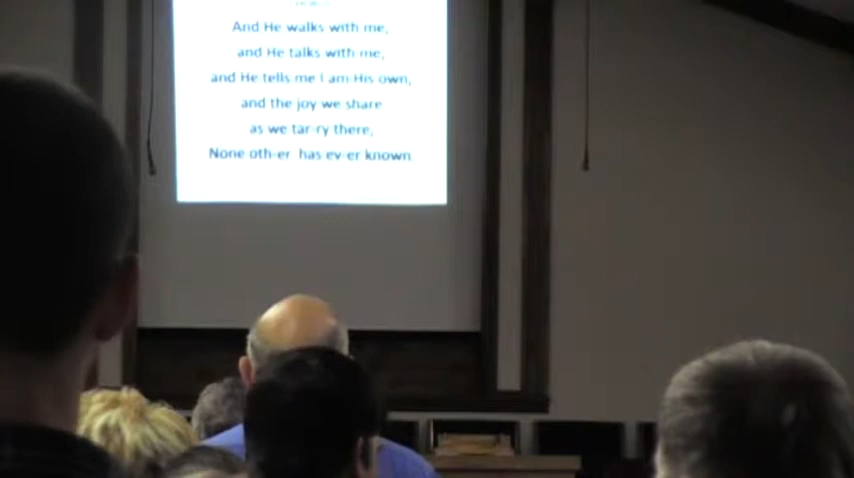 And He walks with me,
and He talks with me,
and He tells me I am His own,
and the joy we share
as we tar-ry there,
None oth-er has ev-er known